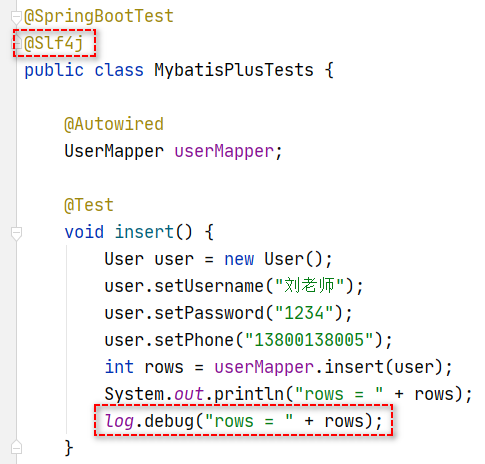 @SpringBootTest
@Slf4j
public class MybatisPlusTests {
@Autowired
UserMapper userMapper;
@Test
void insert() {
User user = new User();
user.setUsername("刘老师");
user.setPassword("1234");
user.setPhone("13800138005");
int rows = userMapper.insert(user);
System.out.println("rows = " + rows);
log.debug("rows = " + rows);
}